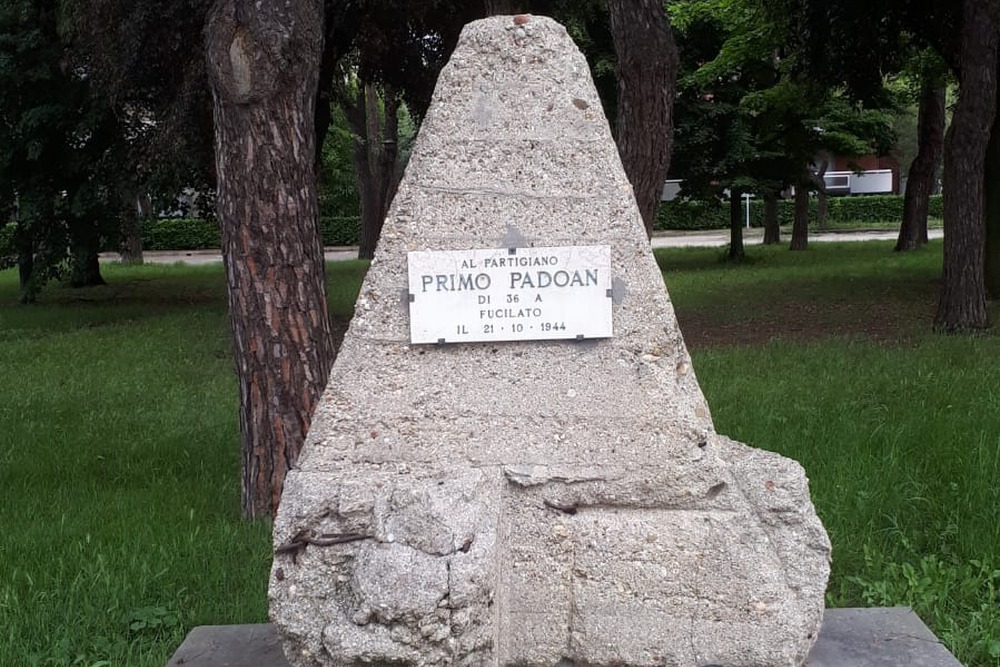 AL PARTIGIANO
PRIMO PADOAN
DI 36 A
FUCILATO
IL 21 · 10 · 1944